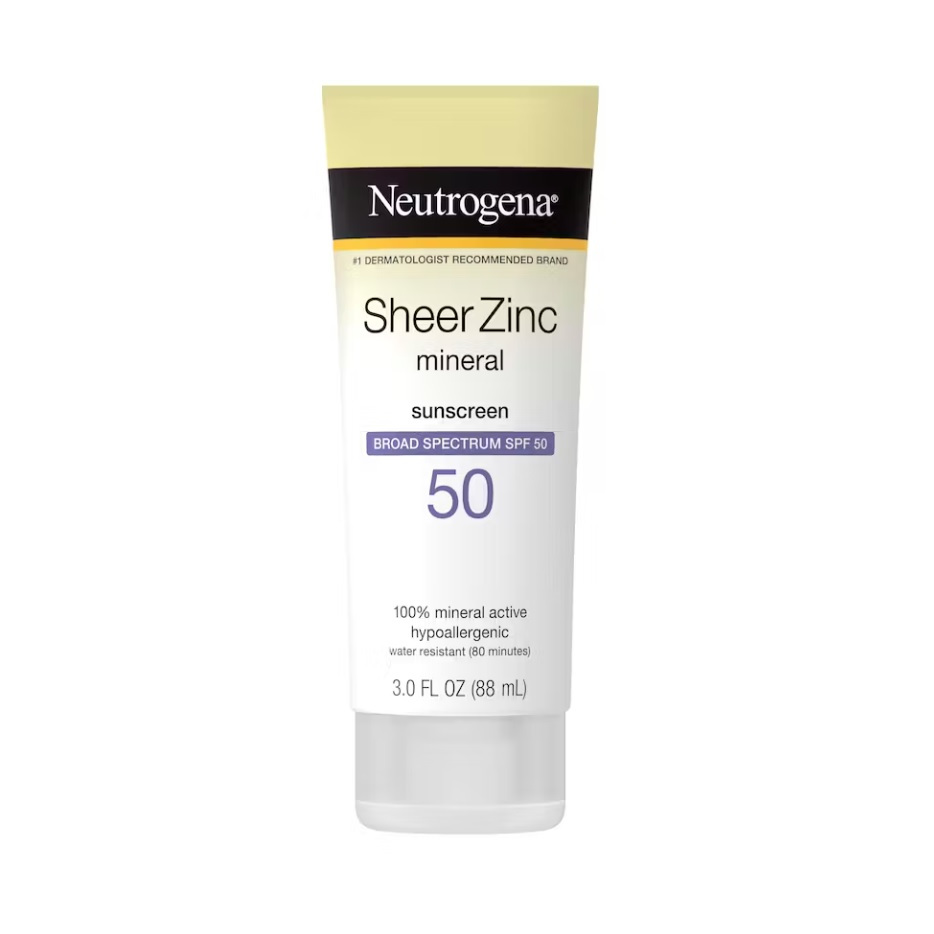 Neutrogena®
#1 DERMATOLOGIST RECOMMENDED BRAND
Sheer Zinc
mineral
sunscreen
BROAD SPECTRUM SPF 50
50
100% mineral active
hypoallergenic
water resistant (80 minutes)
3.0 FL OZ (88 mL)